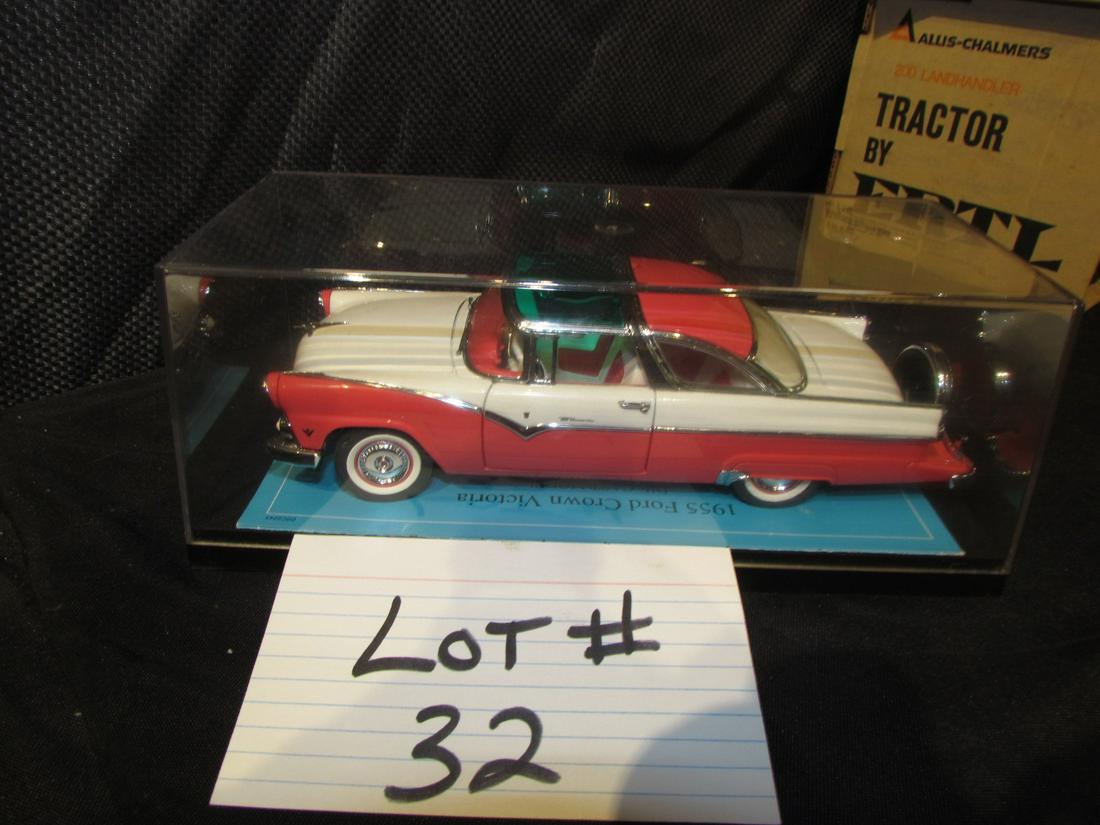 ALLIS-CHALMERS
200 LANDHANDLER
TRACTOR
BY
ERTL
1955 Ford Crown Victoria
LOT #
32